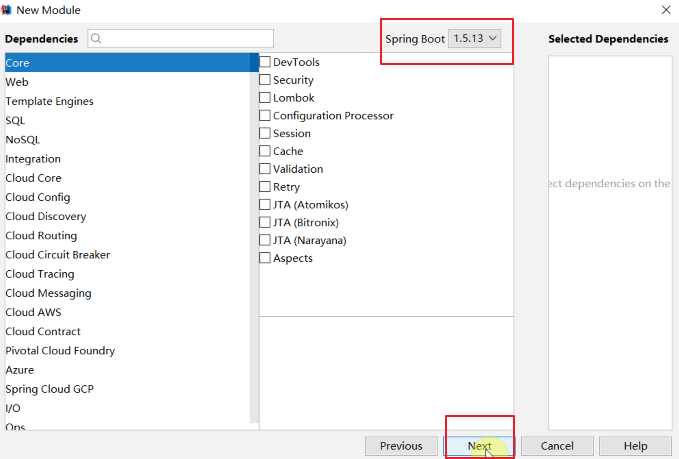 New Module
Dependencies
Spring Boot 1.5.13
Selected Dependencies
Core
Web
Template Engines
SQL
NoSQL
Integration
Cloud Core
Cloud Config
Cloud Discovery
Cloud Routing
Cloud Circuit Breaker
Cloud Tracing
Cloud Messaging
Cloud AWS
Cloud Contract
Pivotal Cloud Foundry
Azure
Spring Cloud GCP
I/O
Ops
DevTools
Security
Lombok
Configuration Processor
Session
Cache
Validation
Retry
JTA (Atomikos)
JTA (Bitronix)
JTA (Narayana)
Aspects
ect dependencies on the
Previous
Next
Cancel
Help